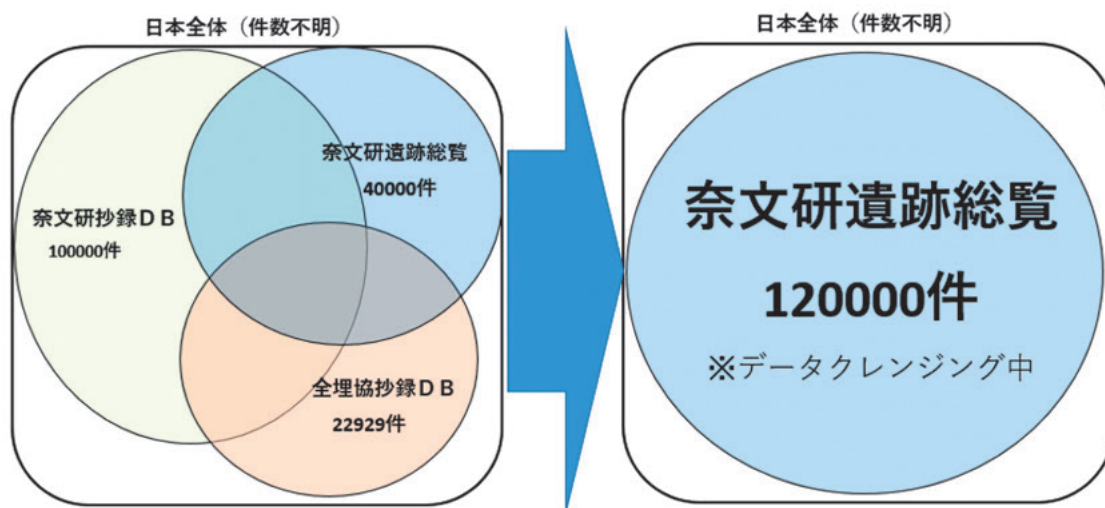 日本全体（件数不明）
奈文研遺跡総覧
40000件
奈文研抄録ＤＢ
100000件
全埋協抄録ＤＢ
22929件
日本全体（件数不明）
奈文研遺跡総覧
120000件
※データクレンジング中